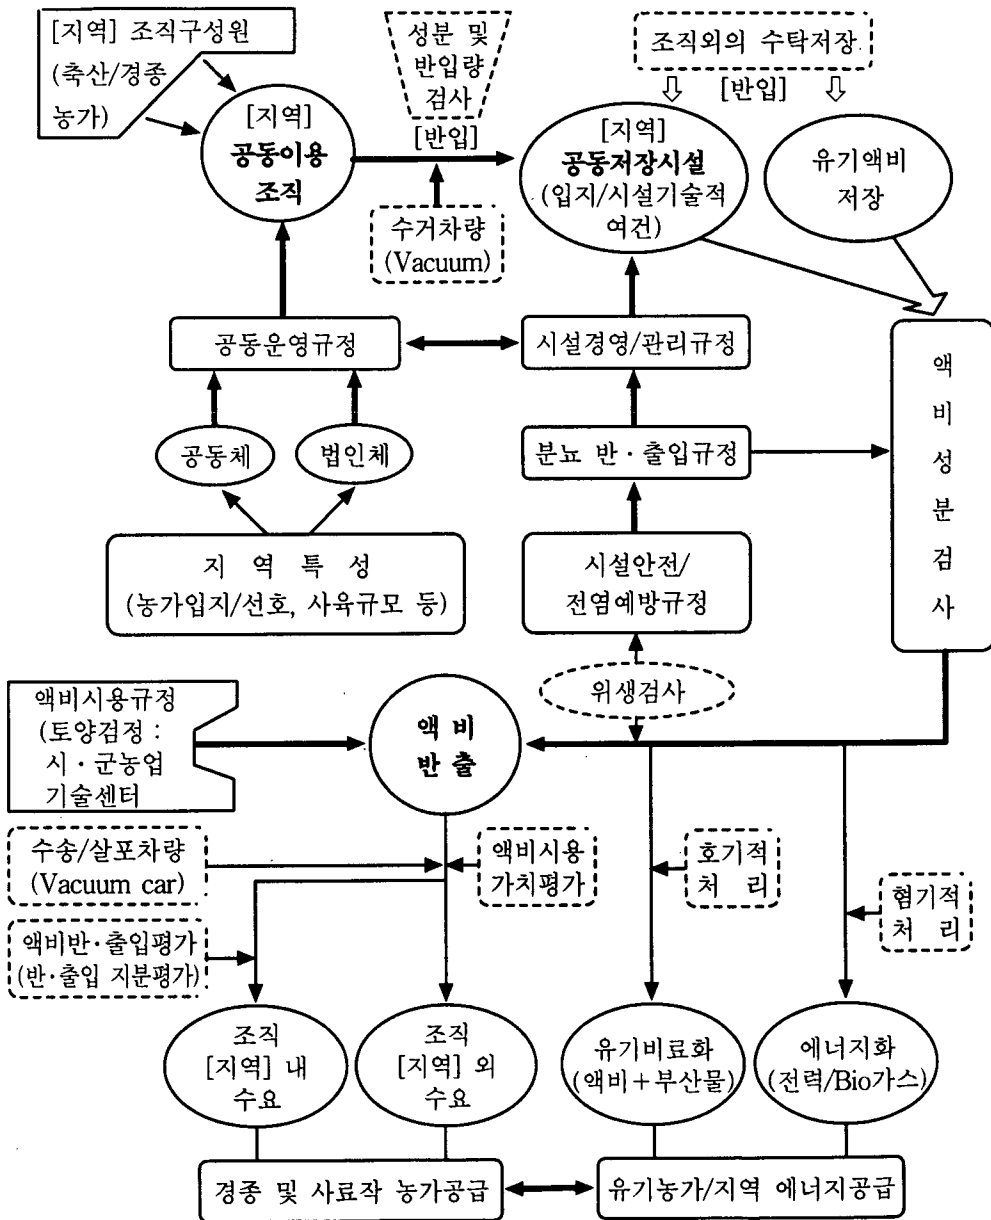 [지역] 조직구성원
(축산/경종
농가)
성분 및
반입량
검사
[반입]
조직외의 수탁저장
[반입]
[지역]
공동이용
조직
[지역]
공동저장시설
(입지/시설기술적
여건)
유기액비
저장
수거차량
(Vacuum)
공동운영규정
시설경영/관리규정
액
비
성
분
검
사
공동체
법인체
분뇨 반·출입규정
지 역 특 성
(농가입지/선호, 사육규모 등)
시설안전/
전염예방규정
위생검사
액비시용규정
(토양검정 :
시·군농업
기술센터
액 비
반 출
수송/살포차량
(Vacuum car)
액비시용
가치평가
호기적
처 리
혐기적
처 리
액비반·출입평가
(반·출입 지분평가)
조직
[지역] 내
수요
조직
[지역] 외
수요
유기비료화
(액비+부산물)
에너지화
(전력/Bio가스)
경종 및 사료작 농가공급
유기농가/지역 에너지공급